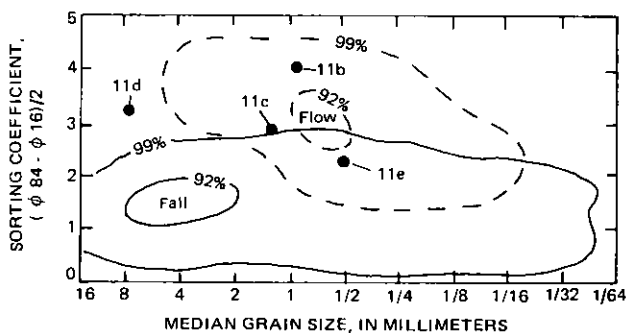 SORTING COEFFICIENT,
( ϕ 84 - ϕ 16)/2
5
4
3
2
1
0
99%
11b
11d
92%
11c
Flow
99%
11e
92%
Fall
16 8 4 2 1 1/2 1/4 1/8 1/16 1/32 1/64
MEDIAN GRAIN SIZE, IN MILLIMETERS